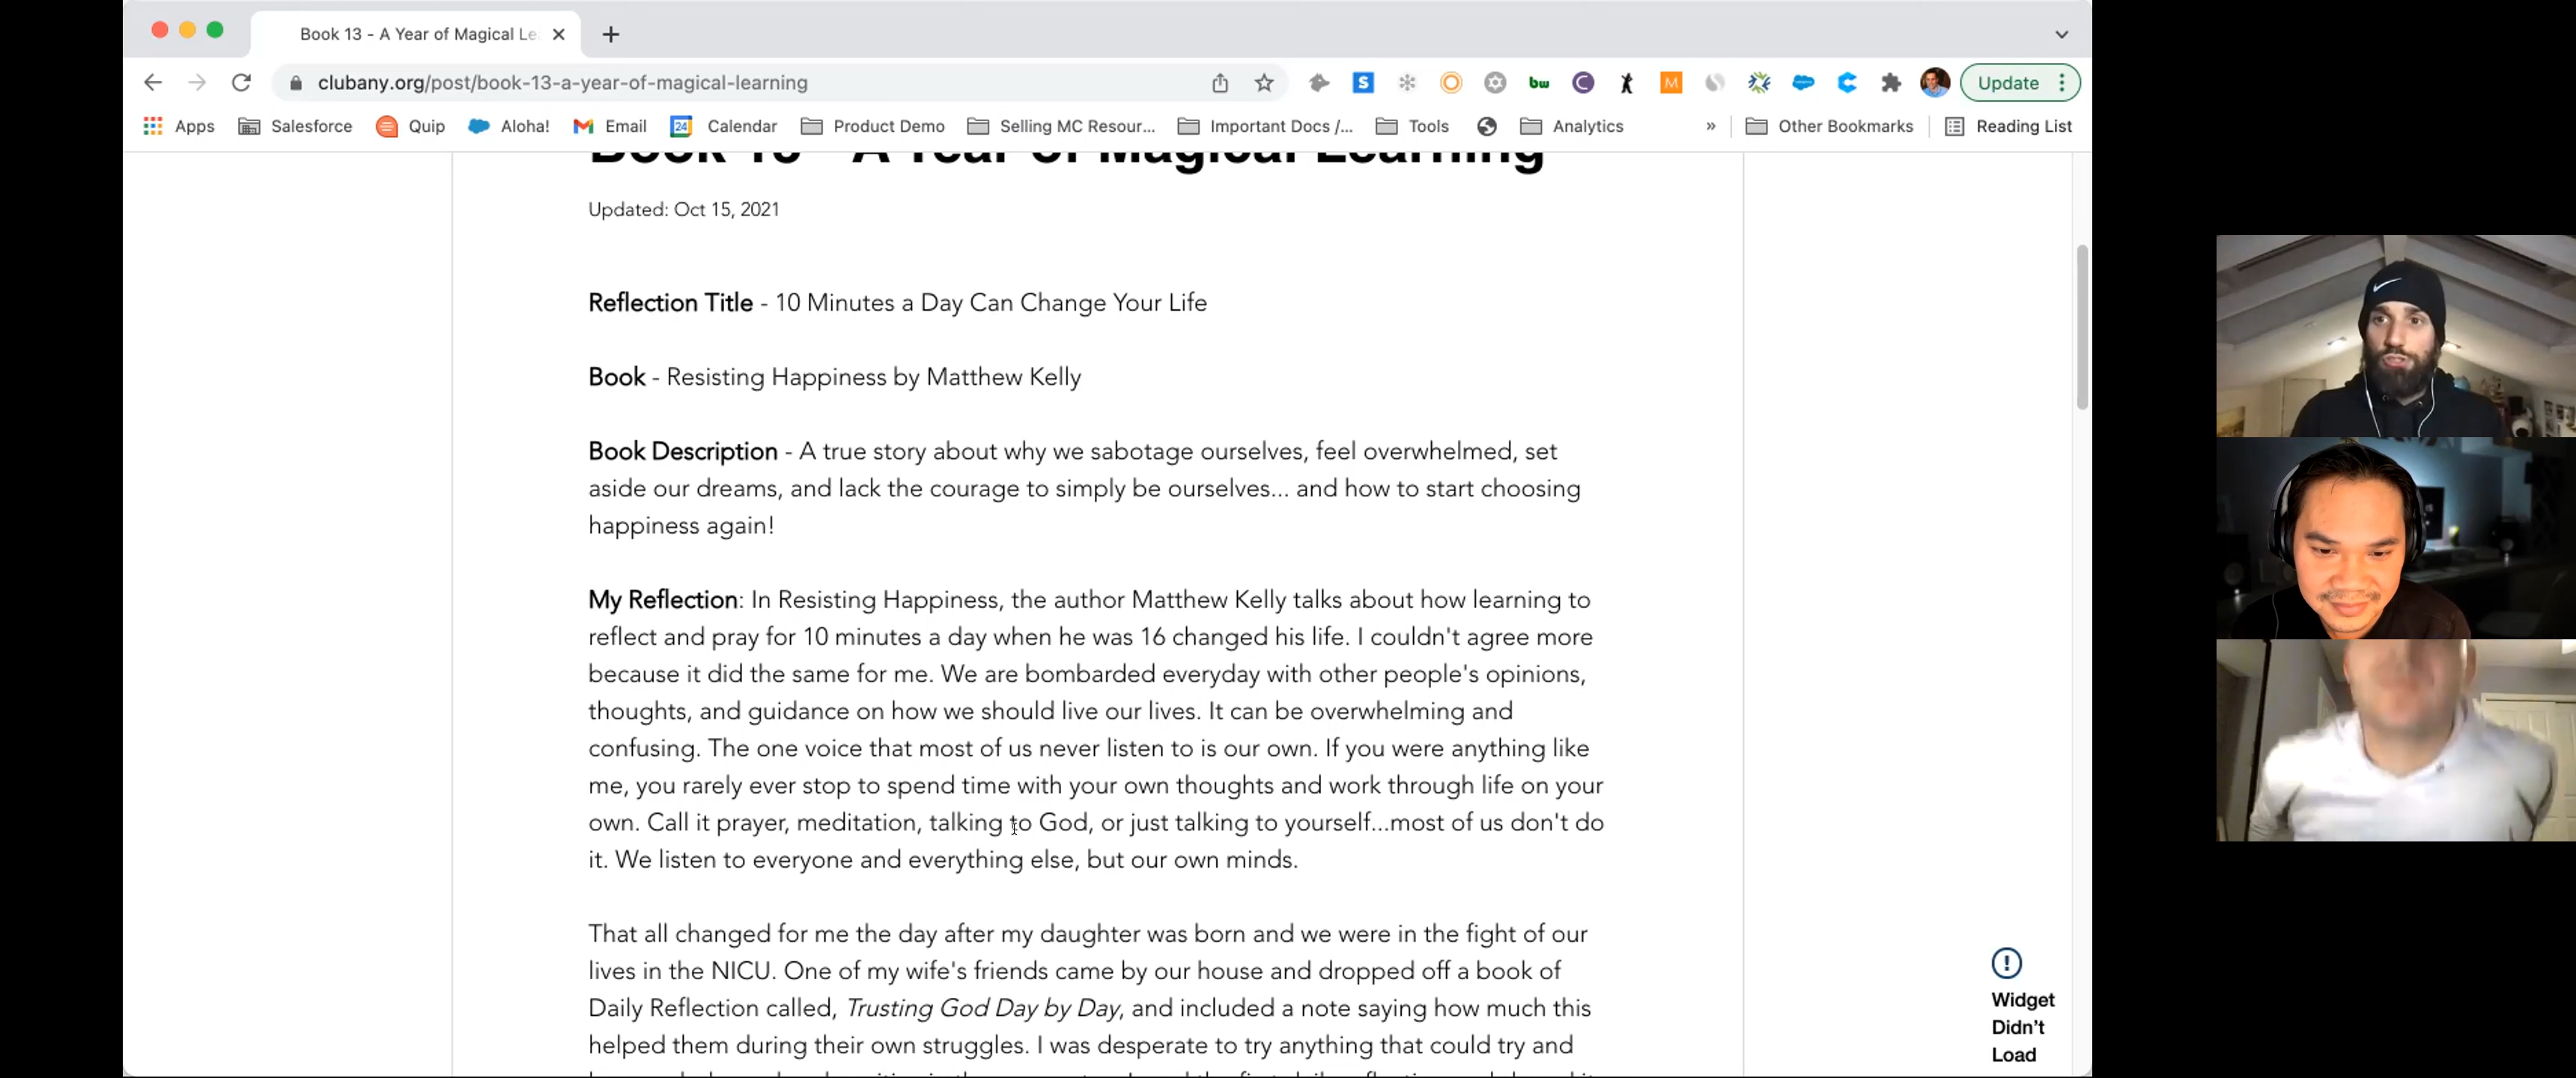 Book 13 - A Year of Magical Le
clubany.org/post/book-13-a-year-of-magical-learning
S
bw
C
M
Update
Apps
Salesforce
Quip
Aloha!
Email
24
Calendar
Product Demo
Selling MC Resour...
Important Docs /...
Tools
Analytics
»
Other Bookmarks
Reading List
Book 13 - A Year of Magical Learning
Updated: Oct 15, 2021
Reflection Title - 10 Minutes a Day Can Change Your Life
Book - Resisting Happiness by Matthew Kelly
Book Description - A true story about why we sabotage ourselves, feel overwhelmed, set
aside our dreams, and lack the courage to simply be ourselves... and how to start choosing
happiness again!
My Reflection: In Resisting Happiness, the author Matthew Kelly talks about how learning to
reflect and pray for 10 minutes a day when he was 16 changed his life. I couldn't agree more
because it did the same for me. We are bombarded everyday with other people's opinions,
thoughts, and guidance on how we should live our lives. It can be overwhelming and
confusing. The one voice that most of us never listen to is our own. If you were anything like
me, you rarely ever stop to spend time with your own thoughts and work through life on your
own. Call it prayer, meditation, talking to God, or just talking to yourself...most of us don't do
it. We listen to everyone and everything else, but our own minds.
That all changed for me the day after my daughter was born and we were in the fight of our
lives in the NICU. One of my wife's friends came by our house and dropped off a book of
Daily Reflection called, Trusting God Day by Day, and included a note saying how much this
helped them during their own struggles. I was desperate to try anything that could try and
Widget
Didn't
Load